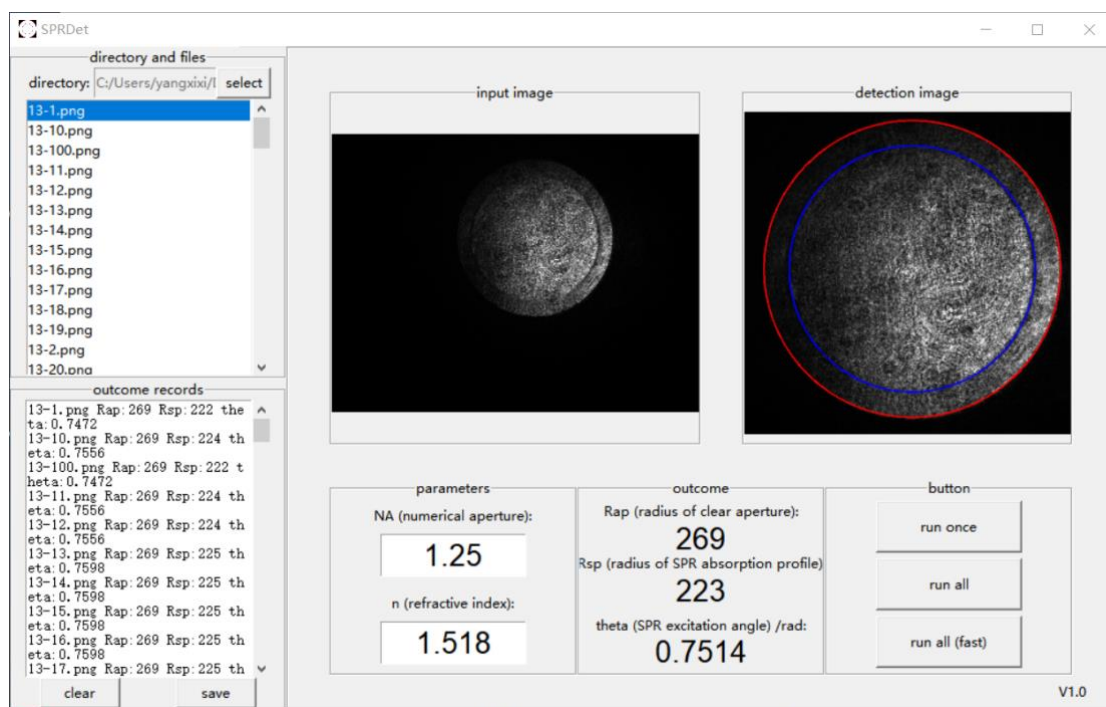 SPRDet
directory and files
directory: C:/Users/yangxixi/I select
13-1.png
13-10.png
13-100.png
13-11.png
13-12.png
13-13.png
13-14.png
13-15.png
13-16.png
13-17.png
13-18.png
13-19.png
13-2.png
13-20.png
outcome records
13-1.png Rap:269 Rsp:222 the
ta:0.7472
13-10.png Rap:269 Rsp:224 th
eta:0.7556
13-100.png Rap:269 Rsp:222 t
heta:0.7472
13-11.png Rap:269 Rsp:224 th
eta:0.7556
13-12.png Rap:269 Rsp:224 th
eta:0.7556
13-13.png Rap:269 Rsp:225 th
eta:0.7598
13-14.png Rap:269 Rsp:225 th
eta:0.7598
13-15.png Rap:269 Rsp:225 th
eta:0.7598
13-16.png Rap:269 Rsp:225 th
eta:0.7598
13-17.png Rap:269 Rsp:225 th
clear save
input image
detection image
parameters
NA (numerical aperture):
1.25
n (refractive index):
1.518
outcome
Rap (radius of clear aperture):
269
Rsp (radius of SPR absorption profile)
223
theta (SPR excitation angle) /rad:
0.7514
button
run once
run all
run all (fast)
V1.0